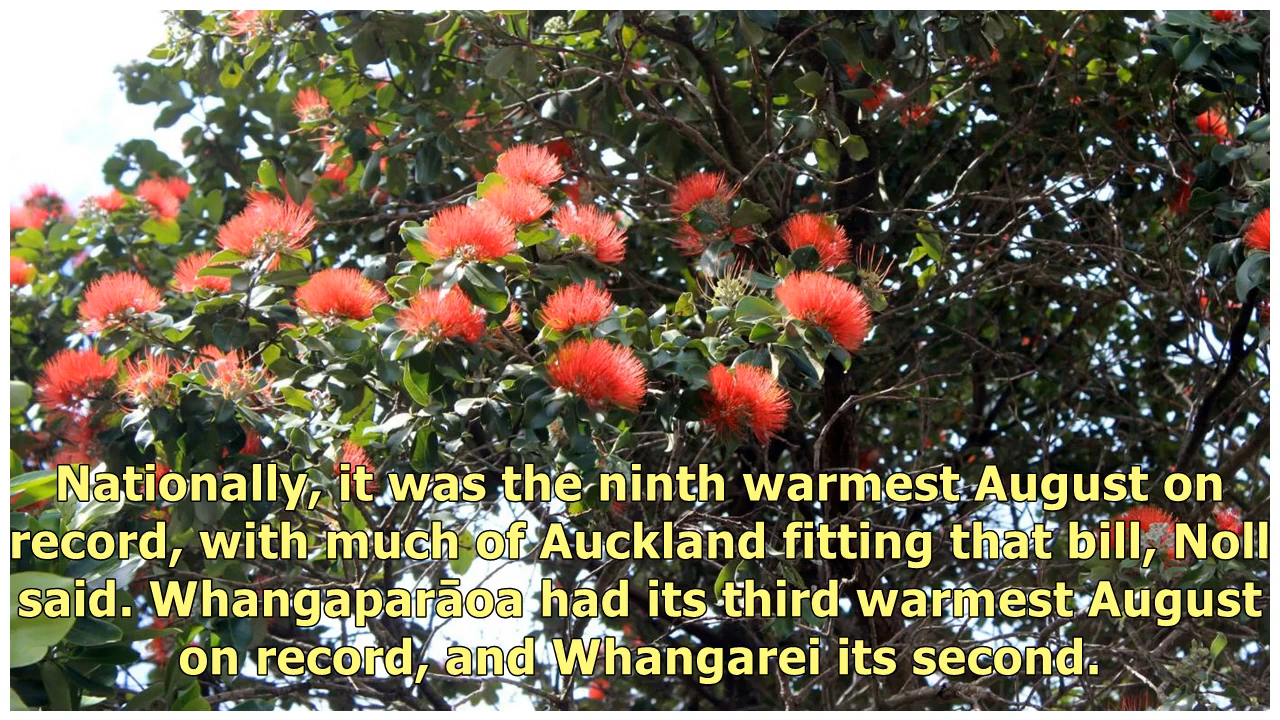 Nationally, it was the ninth warmest August on
record, with much of Auckland fitting that bill, Noll
said. Whangaparāoa had its third warmest August
on record, and Whangarei its second.